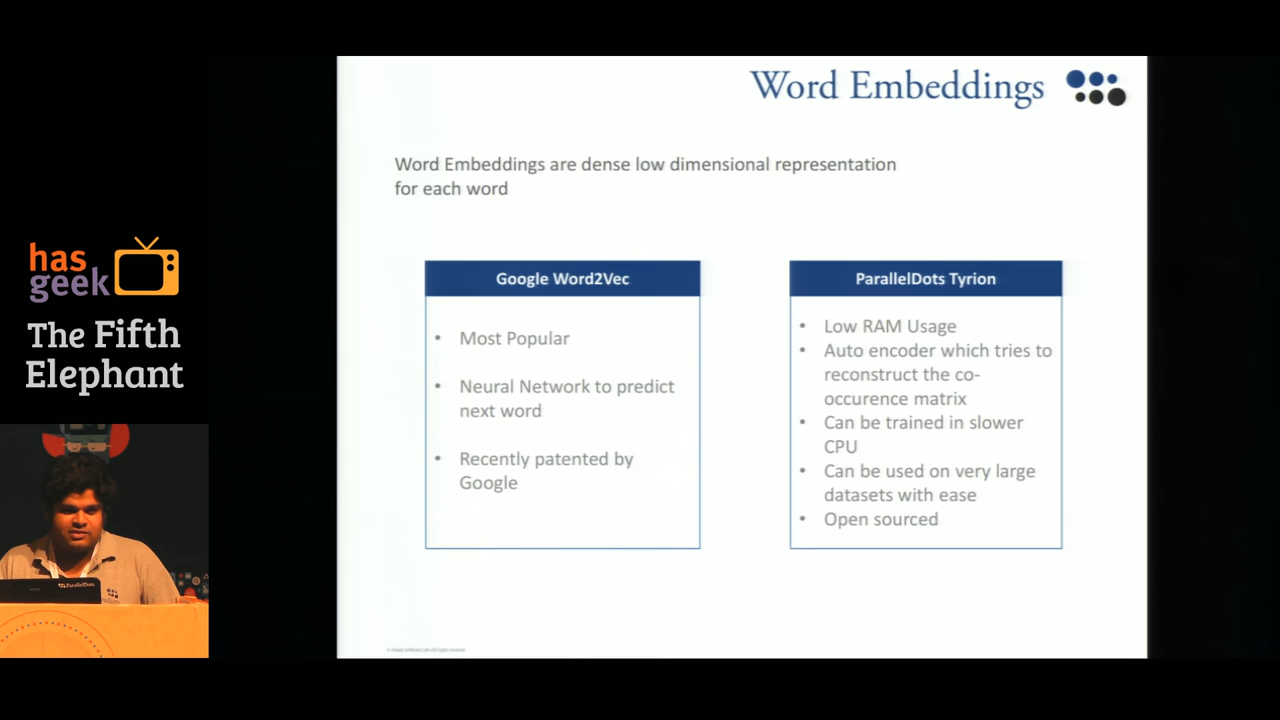 Word Embeddings
Word Embeddings are dense low dimensional representation
for each word
Google Word2Vec
• Most Popular
• Neural Network to predict
next word
• Recently patented by
Google
ParallelDots Tyrion
• Low RAM Usage
• Auto encoder which tries to
reconstruct the co-
occurence matrix
• Can be trained in slower
CPU
• Can be used on very large
datasets with ease
• Open sourced
has
geek
The Fifth
Elephant
ParallelDots